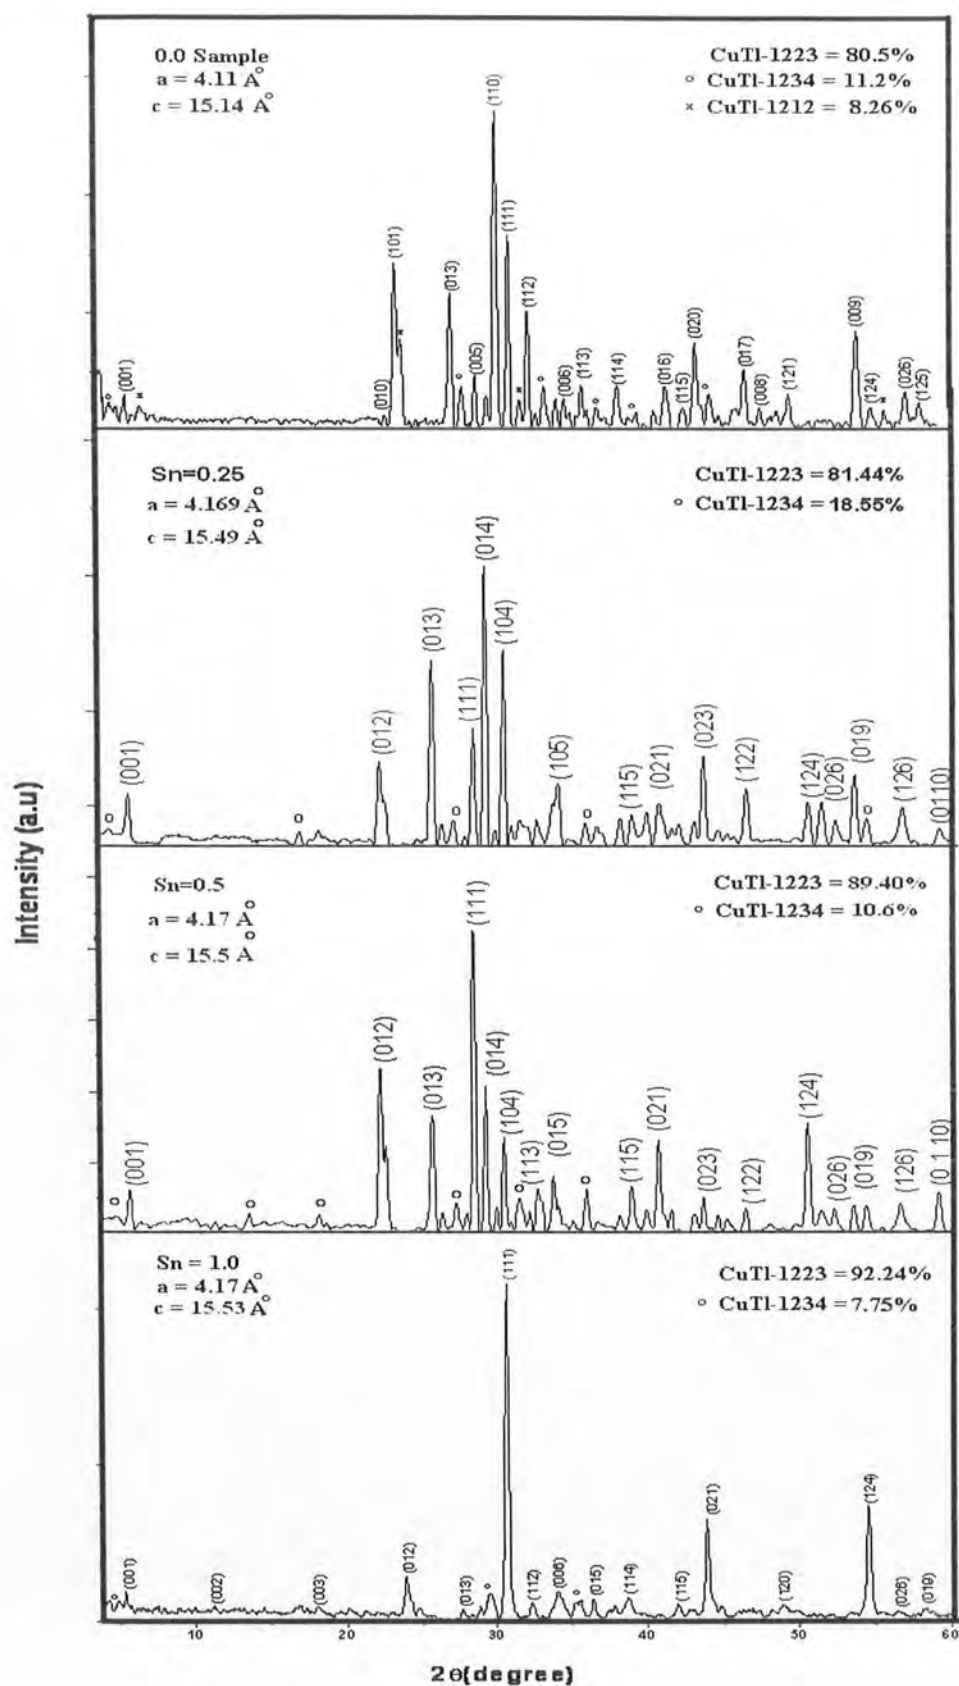 0.0 Sample
a = 4.11 A°
c = 15.14 A°
CuTl-1223 = 80.5%
° CuTl-1234 = 11.2%
× CuTl-1212 = 8.26%
(001)
(010)
(101)
(013)
(005)
(110)
(111)
(112)
(006)
(113)
(114)
(016)
(115)
(020)
(017)
(008)
(121)
(009)
(124)
(026)
(125)
Sn=0.25
a = 4.169 A°
c = 15.49 A°
CuTl-1223 = 81.44%
° CuTl-1234 = 18.55%
(001)
(012)
(013)
(111)
(014)
(104)
(105)
(115)
(021)
(023)
(122)
(124)
(026)
(019)
(126)
(0110)
Sn=0.5
a = 4.17 A°
c = 15.5 A°
CuTl-1223 = 89.40%
° CuTl-1234 = 10.6%
(001)
(012)
(013)
(111)
(014)
(104)
(113)
(015)
(115)
(021)
(023)
(122)
(124)
(026)
(019)
(126)
(0 1 10)
Sn = 1.0
a = 4.17 A°
c = 15.53 A°
CuTl-1223 = 92.24%
° CuTl-1234 = 7.75%
(001)
(002)
(003)
(012)
(013)
(111)
(112)
(006)
(015)
(114)
(115)
(021)
(120)
(124)
(026)
(019)
10 20 30 40 50 60
2θ(degree)
Intensity (a.u)